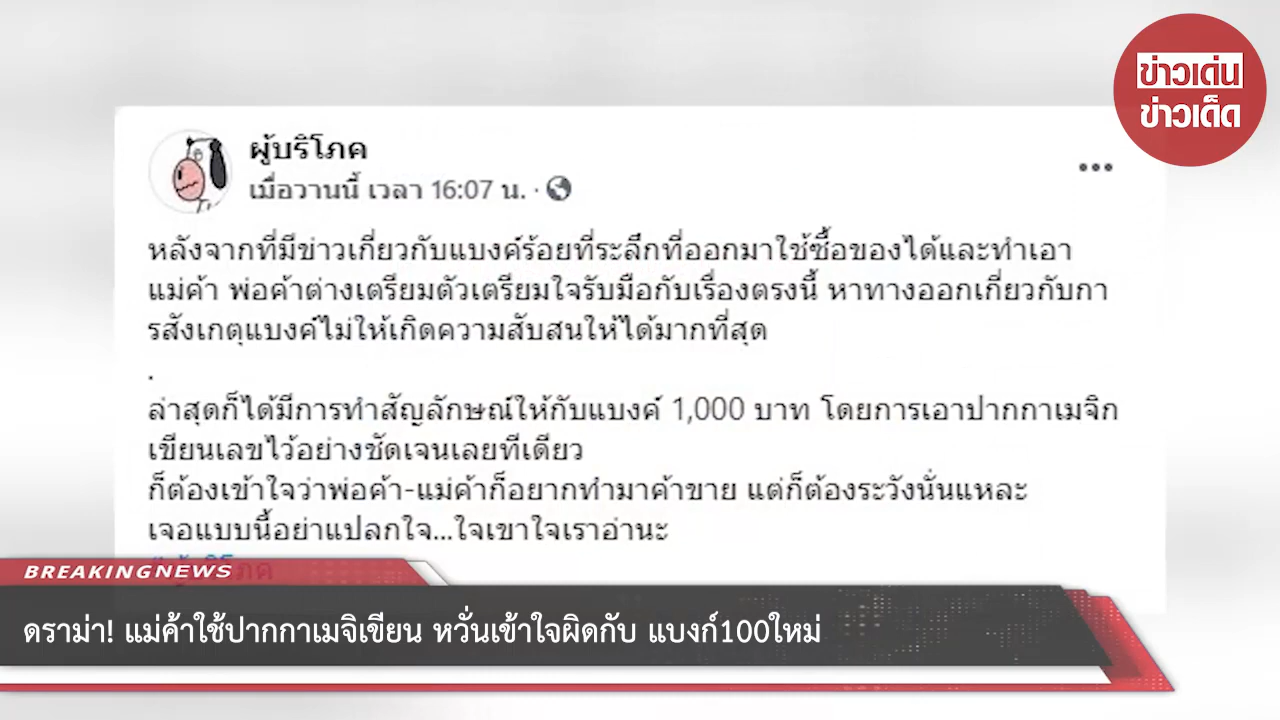 ข่าวเด่น
ข่าวเด็ด
ผู้บริโภค
เมื่อวานนี้ เวลา 16:07 น. ·
หลังจากที่มีข่าวเกี่ยวกับแบงค์ร้อยที่ระลึกที่ออกมาใช้ซื้อของได้และทำเอา
แม่ค้า พ่อค้าต่างเตรียมตัวเตรียมใจรับมือกับเรื่องตรงนี้ หาทางออกเกี่ยวกับกา
รสังเกตุแบงค์ไม่ให้เกิดความสับสนให้ได้มากที่สุด
.
ล่าสุดก็ได้มีการทำสัญลักษณ์ให้กับแบงค์ 1,000 บาท โดยการเอาปากกาเมจิก
เขียนเลขไว้อย่างชัดเจนเลยทีเดียว
ก็ต้องเข้าใจว่าพ่อค้า-แม่ค้าก็อยากทำมาค้าขาย แต่ก็ต้องระวังนั่นแหละ
เจอแบบนี้อย่าแปลกใจ...ใจเขาใจเราอ่านะ
#ผู้บริโภค
BREAKING NEWS
ดราม่า! แม่ค้าใช้ปากกาเมจิเขียน หวั่นเข้าใจผิดกับ แบงก์100ใหม่